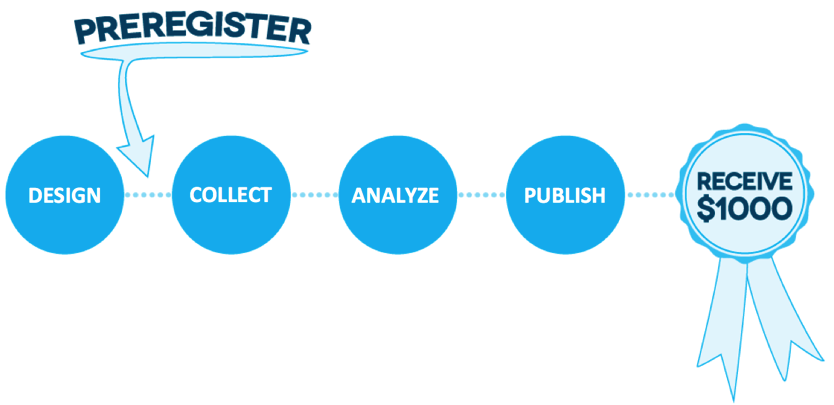 PREREGISTER
DESIGN
COLLECT
ANALYZE
PUBLISH
RECEIVE
$1000